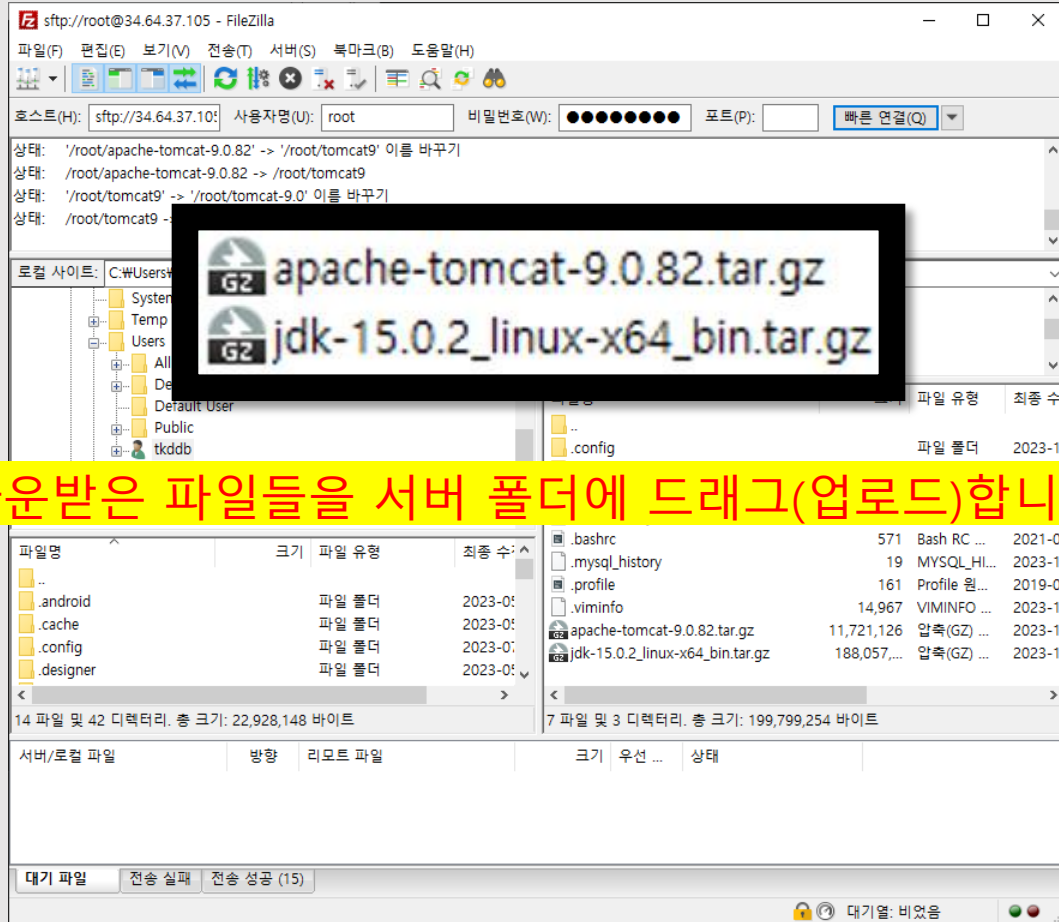 sftp://root@34.64.37.105 - FileZilla
파일(F) 편집(E) 보기(V) 전송(T) 서버(S) 북마크(B) 도움말(H)
호스트(H): sftp://34.64.37.105 사용자명(U): root 비밀번호(W): ●●●●●●●● 포트(P): 빠른 연결(Q)
상태: '/root/apache-tomcat-9.0.82' -> '/root/tomcat9' 이름 바꾸기
상태: /root/apache-tomcat-9.0.82 -> /root/tomcat9
상태: '/root/tomcat9' -> '/root/tomcat-9.0' 이름 바꾸기
상태: /root/tomcat9 -
apache-tomcat-9.0.82.tar.gz
jdk-15.0.2_linux-x64_bin.tar.gz
로컬 사이트: C:₩Users₩
System
Temp
Users
All
De
Default User
Public
tkddb
파일 유형 최종 수
..
.config 파일 폴더 2023-1
운받은 파일들을 서버 폴더에 드래그(업로드)합니
파일명 크기 파일 유형 최종 수
..
.android 파일 폴더 2023-05
.cache 파일 폴더 2023-05
.config 파일 폴더 2023-07
.designer 파일 폴더 2023-05
14 파일 및 42 디렉터리. 총 크기: 22,928,148 바이트
.bashrc 571 Bash RC ... 2021-0
.mysql_history 19 MYSQL_HI... 2023-1
.profile 161 Profile 원... 2019-0
.viminfo 14,967 VIMINFO ... 2023-1
apache-tomcat-9.0.82.tar.gz 11,721,126 압축(GZ) ... 2023-1
jdk-15.0.2_linux-x64_bin.tar.gz 188,057,... 압축(GZ) ... 2023-1
7 파일 및 3 디렉터리. 총 크기: 199,799,254 바이트
서버/로컬 파일 방향 리모트 파일 크기 우선 ... 상태
대기 파일 전송 실패 전송 성공 (15)
대기열: 비었음